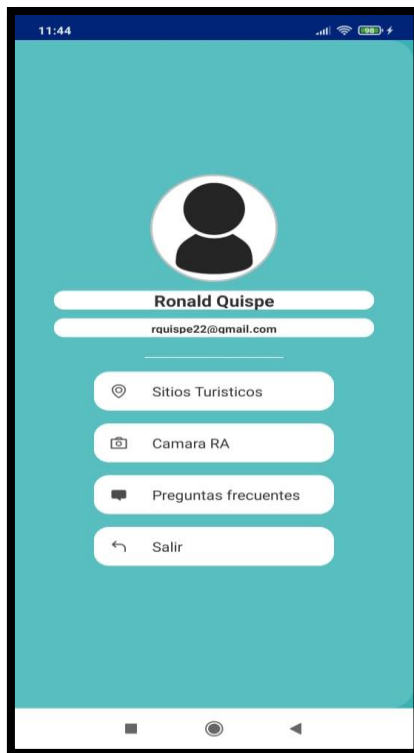 11:44
98
Ronald Quispe
rquispe22@gmail.com
Sitios Turisticos
Camara RA
Preguntas frecuentes
Salir